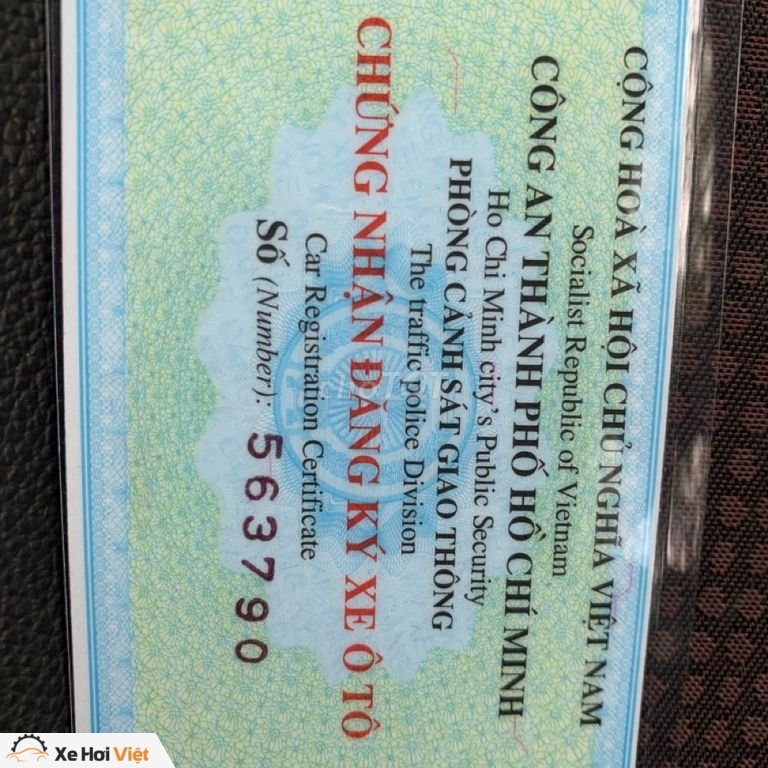 CỘNG HOÀ XÃ HỘI CHỦ NGHĨA VIỆT NAM
Socialist Republic of Vietnam
CÔNG AN THÀNH PHỐ HỒ CHÍ MINH
Ho Chi Minh city's Public Security
PHÒNG CẢNH SÁT GIAO THÔNG
The traffic police Division
CHỨNG NHẬN ĐĂNG KÝ XE Ô TÔ
Car Registration Certificate
Số (Number): 563790
Xe Hơi Việt